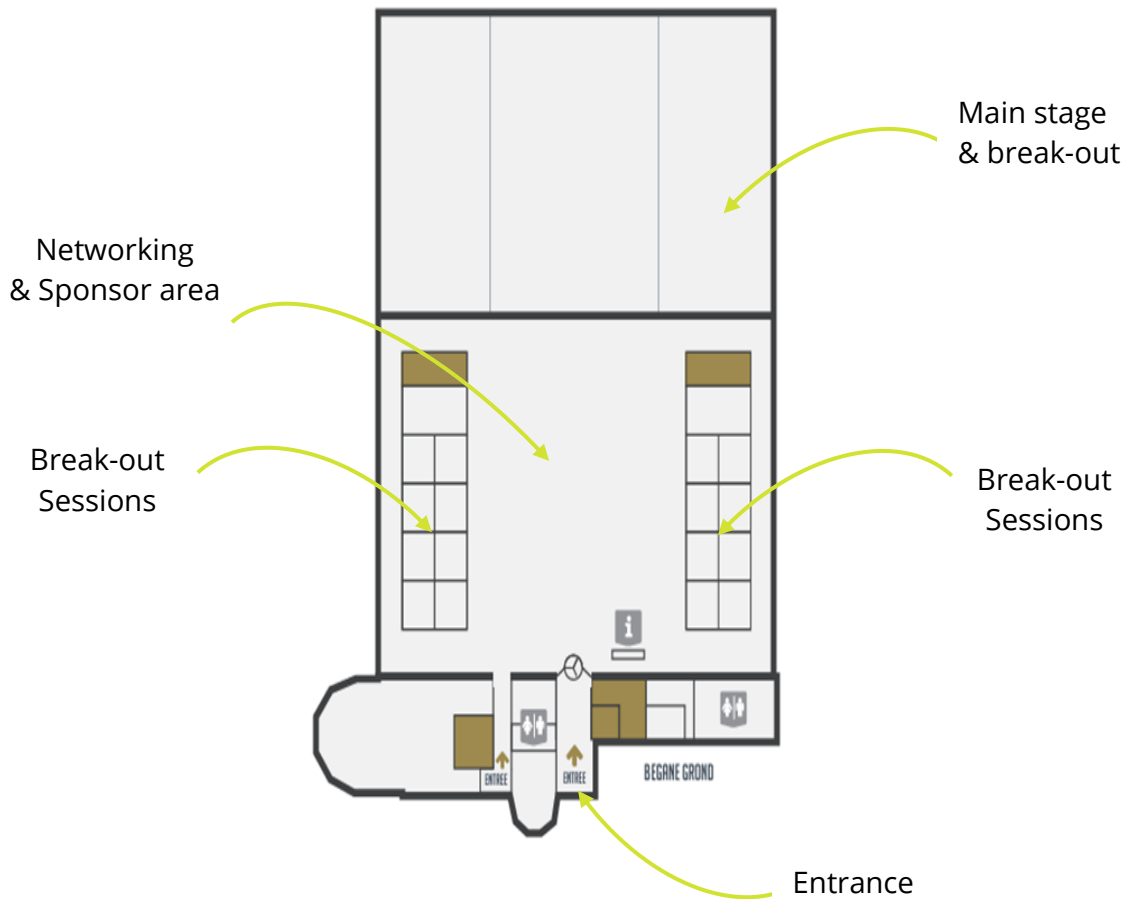 Main stage
& break-out
Networking
& Sponsor area
Break-out
Sessions
Break-out
Sessions
i
ENTREE
ENTREE
BEGANE GROND
Entrance